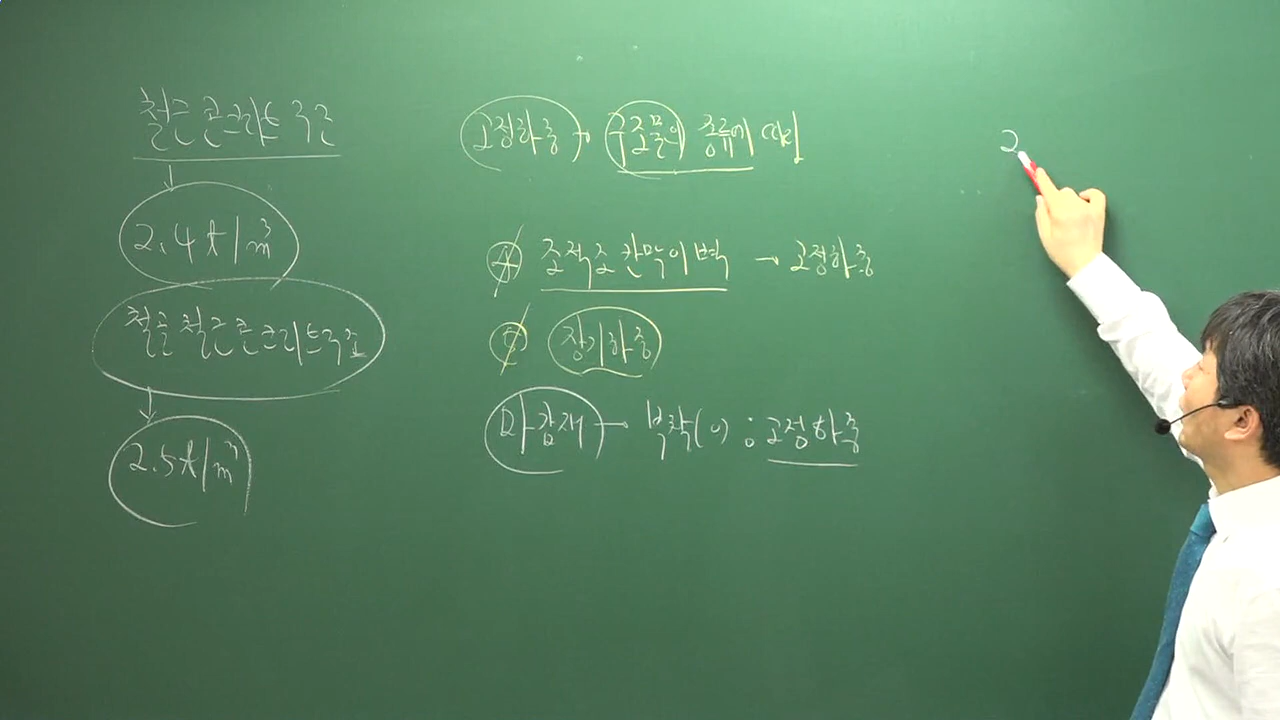 철근콘크리트 구조
↓
2.4t/m³
철골철근콘크리트구조
↓
2.5t/m³
고정하중 → 구조물의 종류에 따라
조적조 칸막이벽 → 고정하중
장기하중
마감재 → 부착(O) : 고정하중
2